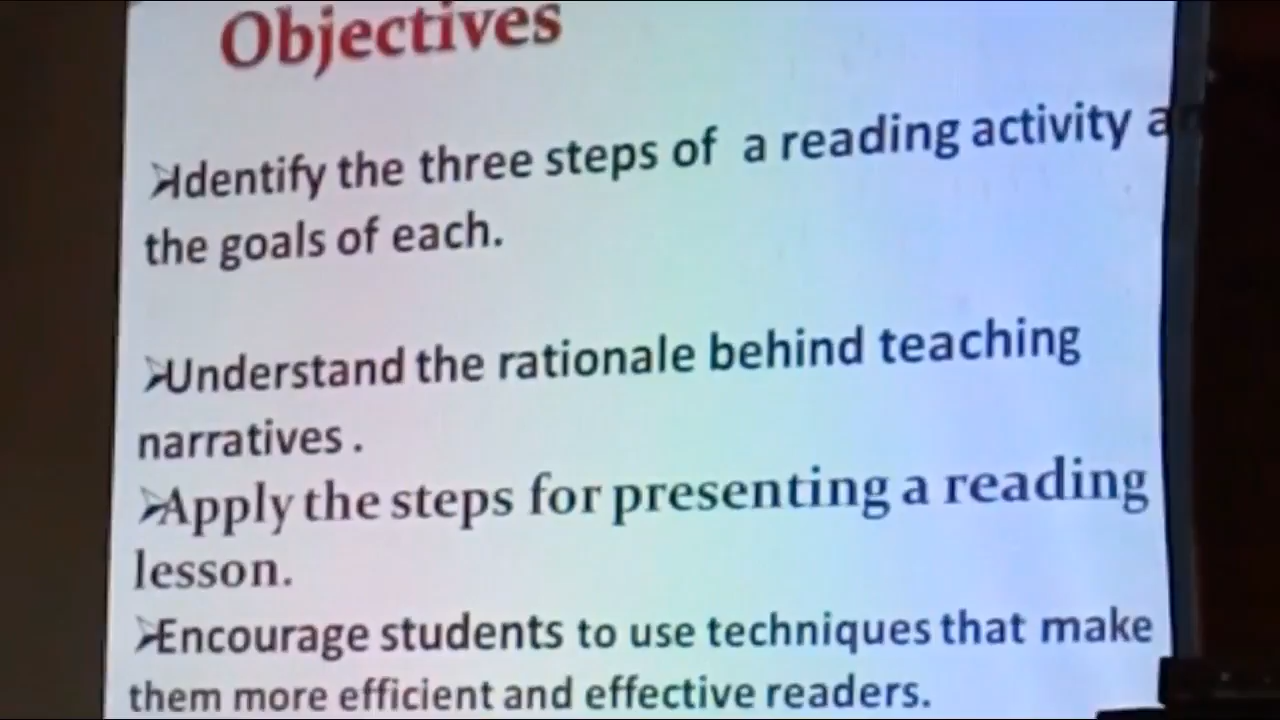 Objectives
➢Identify the three steps of a reading activity
the goals of each.
➢Understand the rationale behind teaching
narratives .
➢Apply the steps for presenting a reading
lesson.
➢Encourage students to use techniques that make
them more efficient and effective readers.